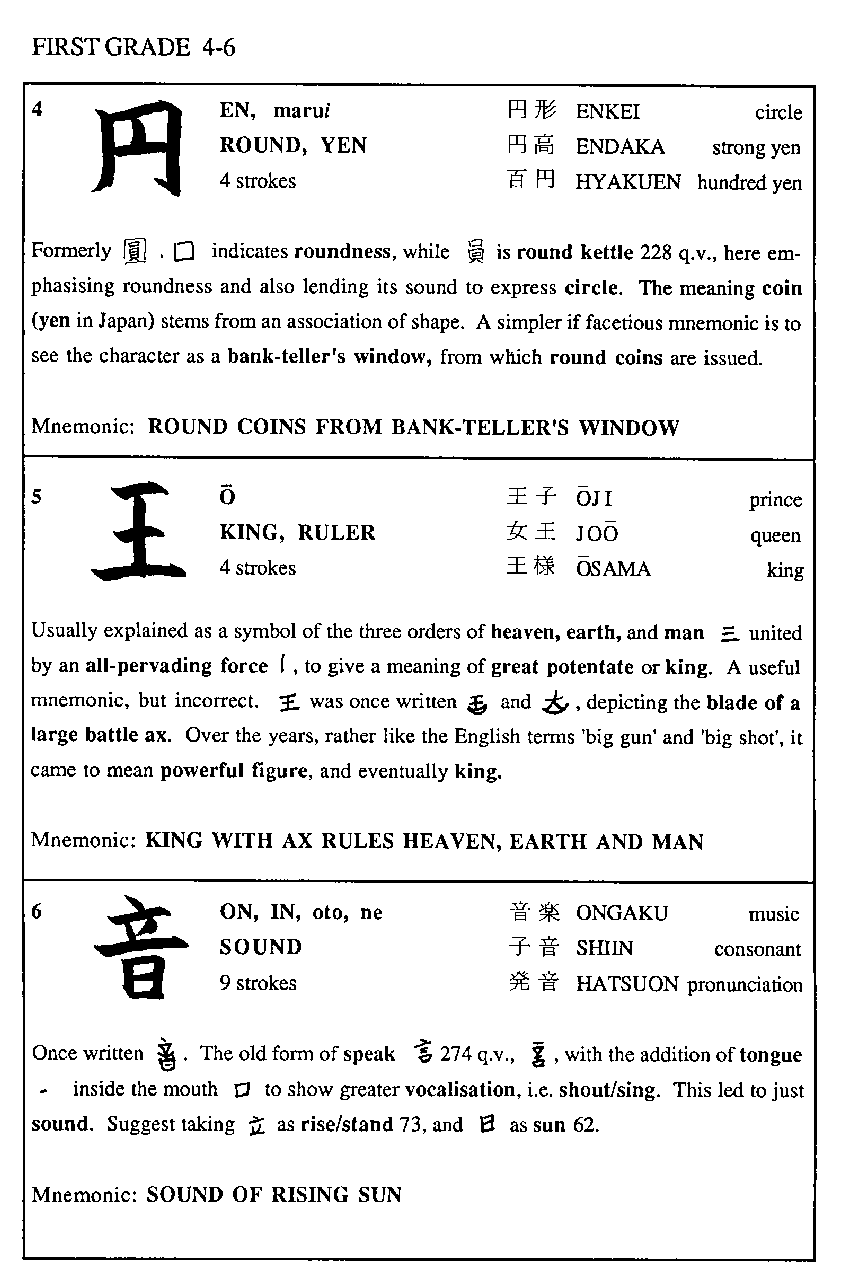 FIRST GRADE 4-6
4 円 EN, marui 円形 ENKEI circle
ROUND, YEN 円高 ENDAKA strong yen
4 strokes 百円 HYAKUEN hundred yen
Formerly 圓 . 囗 indicates roundness, while 員 is round kettle 228 q.v., here em-
phasising roundness and also lending its sound to express circle. The meaning coin
(yen in Japan) stems from an association of shape. A simpler if facetious mnemonic is to
see the character as a bank-teller's window, from which round coins are issued.
Mnemonic: ROUND COINS FROM BANK-TELLER'S WINDOW
5 王 Ō 王子 ŌJI prince
KING, RULER 女王 JOŌ queen
4 strokes 王様 ŌSAMA king
Usually explained as a symbol of the three orders of heaven, earth, and man 三 united
by an all-pervading force 丨, to give a meaning of great potentate or king. A useful
mnemonic, but incorrect. 王 was once written and , depicting the blade of a
large battle ax. Over the years, rather like the English terms 'big gun' and 'big shot', it
came to mean powerful figure, and eventually king.
Mnemonic: KING WITH AX RULES HEAVEN, EARTH AND MAN
6 音 ON, IN, oto, ne 音楽 ONGAKU music
SOUND 子音 SHIIN consonant
9 strokes 発音 HATSUON pronunciation
Once written . The old form of speak 言 274 q.v., , with the addition of tongue
- inside the mouth 口 to show greater vocalisation, i.e. shout/sing. This led to just
sound. Suggest taking 立 as rise/stand 73, and 日 as sun 62.
Mnemonic: SOUND OF RISING SUN